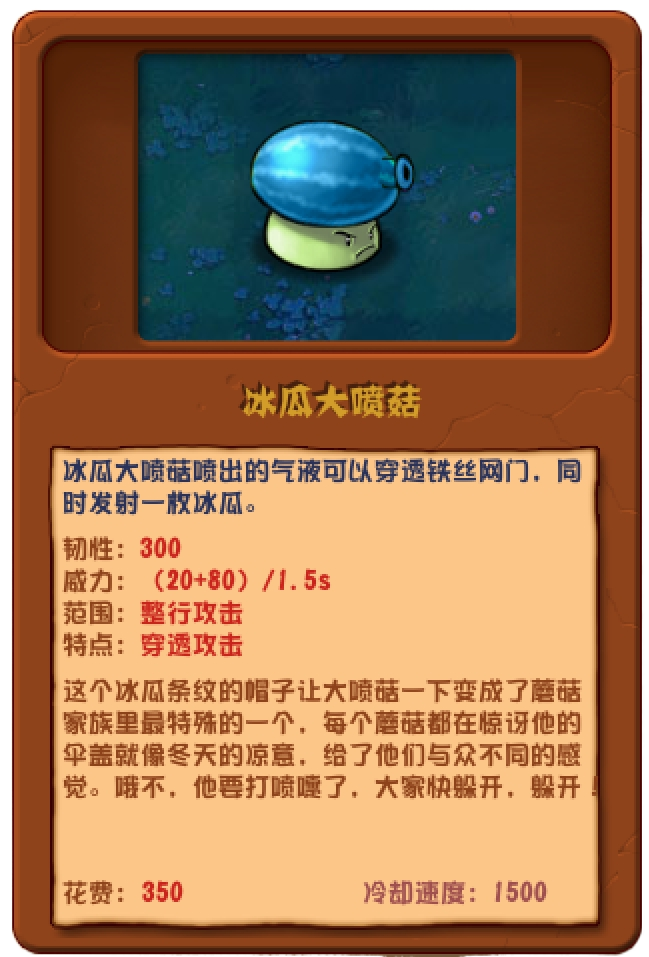 冰瓜大喷菇
冰瓜大喷菇喷出的气液可以穿透铁丝网门，同
时发射一枚冰瓜。
韧性：300
威力：（20+80）/1.5s
范围：整行攻击
特点：穿透攻击
这个冰瓜条纹的帽子让大喷菇一下变成了蘑菇
家族里最特殊的一个，每个蘑菇都在惊讶他的
伞盖就像冬天的凉意，给了他们与众不同的感
觉。哦不，他要打喷嚏了，大家快躲开，躲开！
花费：350 冷却速度：1500